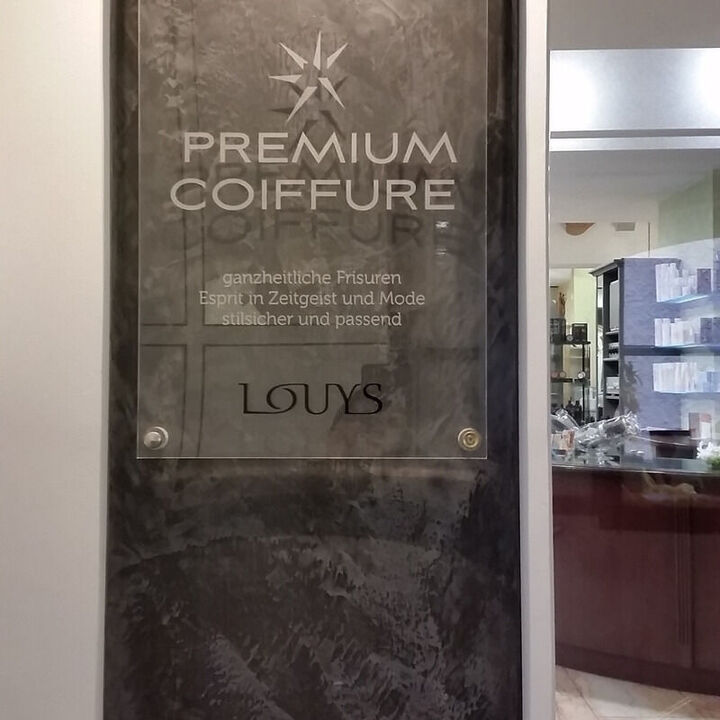 PREMIUM
COIFFURE
ganzheitliche Frisuren
Esprit in Zeitgeist und Mode
stilsicher und passend
LOUYS